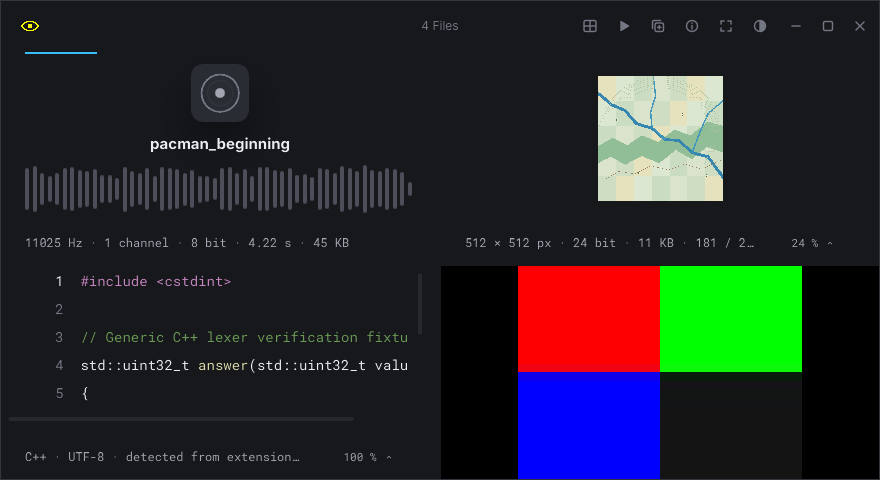 4 Files
pacman_beginning
11025 Hz · 1 channel · 8 bit · 4.22 s · 45 KB
512 × 512 px · 24 bit · 11 KB · 181 / 2… 24 %
1 #include <cstdint>
2
3 // Generic C++ lexer verification fixtu
4 std::uint32_t answer(std::uint32_t valu
5 {
C++ · UTF-8 · detected from extension… 100 %